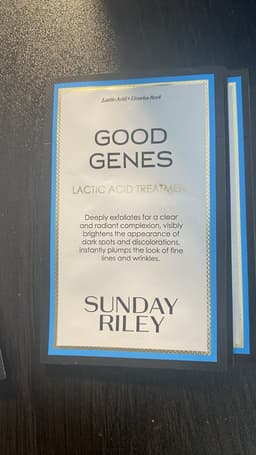 Lactic Acid + Licorice Root
GOOD
GENES
LACTIC ACID TREATMENT
Deeply exfoliates for a clear
and radiant complexion, visibly
brightens the appearance of
dark spots and discolorations,
instantly plumps the look of fine
lines and wrinkles.
SUNDAY
RILEY